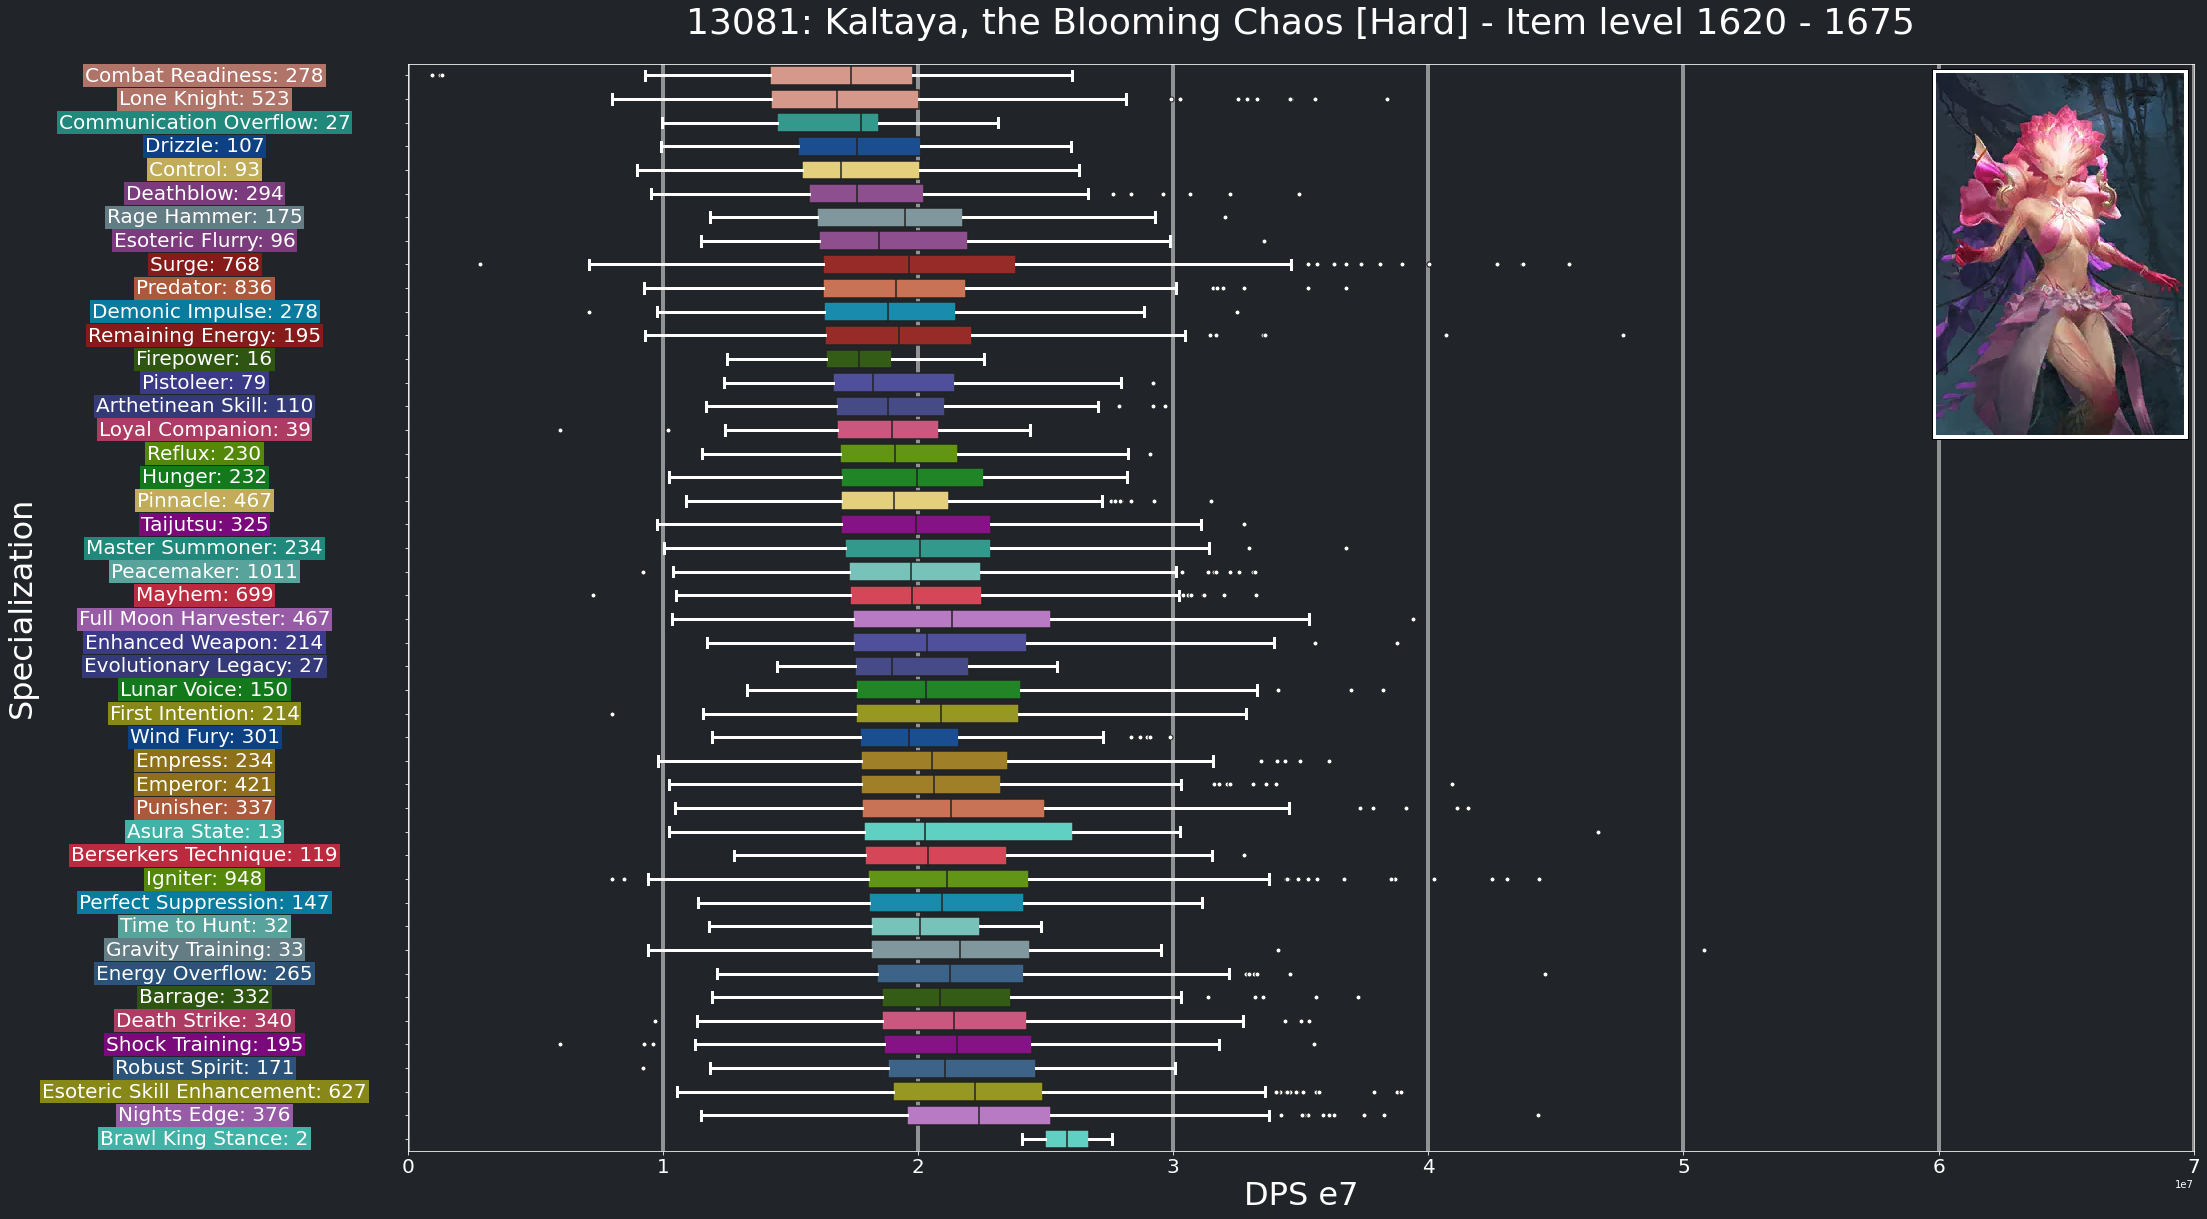 13081: Kaltaya, the Blooming Chaos [Hard] - Item level 1620 - 1675
Combat Readiness: 278
Lone Knight: 523
Communication Overflow: 27
Drizzle: 107
Control: 93
Deathblow: 294
Rage Hammer: 175
Esoteric Flurry: 96
Surge: 768
Predator: 836
Demonic Impulse: 278
Remaining Energy: 195
Firepower: 16
Pistoleer: 79
Arthetinean Skill: 110
Loyal Companion: 39
Reflux: 230
Hunger: 232
Pinnacle: 467
Taijutsu: 325
Master Summoner: 234
Peacemaker: 1011
Mayhem: 699
Full Moon Harvester: 467
Enhanced Weapon: 214
Evolutionary Legacy: 27
Lunar Voice: 150
First Intention: 214
Wind Fury: 301
Empress: 234
Emperor: 421
Punisher: 337
Asura State: 13
Berserkers Technique: 119
Igniter: 948
Perfect Suppression: 147
Time to Hunt: 32
Gravity Training: 33
Energy Overflow: 265
Barrage: 332
Death Strike: 340
Shock Training: 195
Robust Spirit: 171
Esoteric Skill Enhancement: 627
Nights Edge: 376
Brawl King Stance: 2
Specialization
0 1 2 3 4 5 6 7
1e7
DPS e7